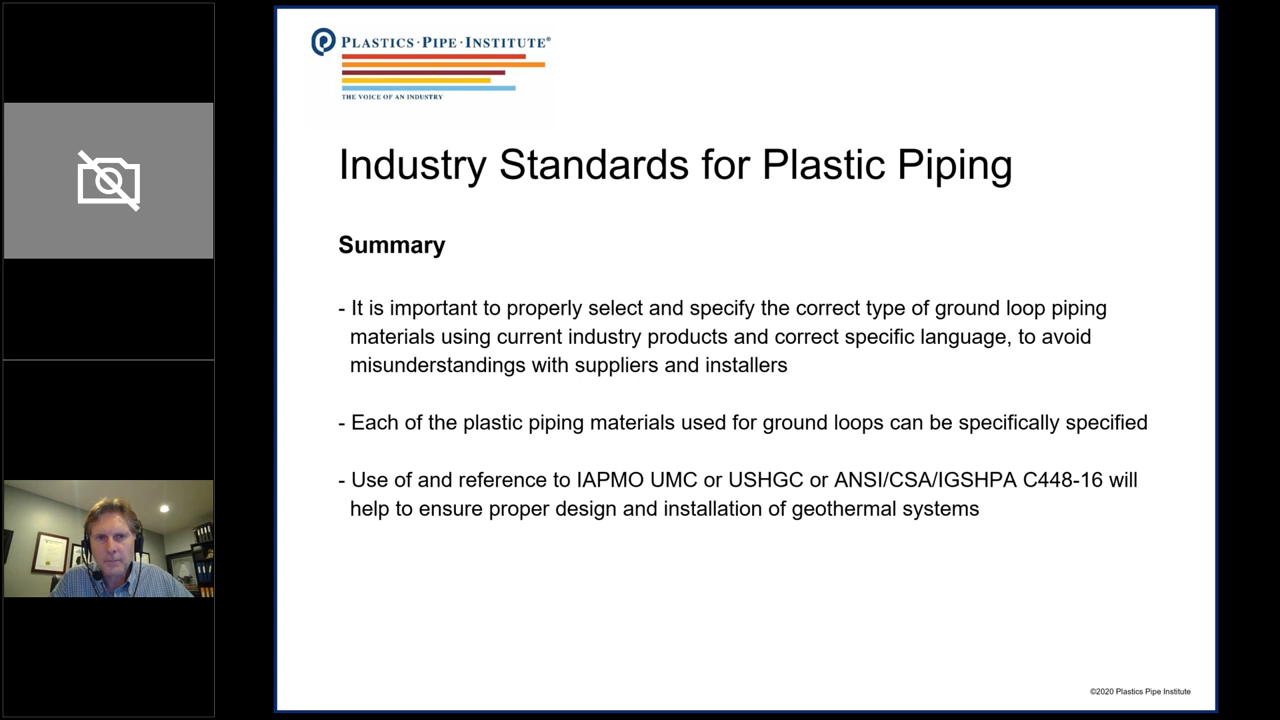 PLASTICS·PIPE·INSTITUTE®
THE VOICE OF AN INDUSTRY
Industry Standards for Plastic Piping
Summary
- It is important to properly select and specify the correct type of ground loop piping
materials using current industry products and correct specific language, to avoid
misunderstandings with suppliers and installers
- Each of the plastic piping materials used for ground loops can be specifically specified
- Use of and reference to IAPMO UMC or USHGC or ANSI/CSA/IGSHPA C448-16 will
help to ensure proper design and installation of geothermal systems
©2020 Plastics Pipe Institute